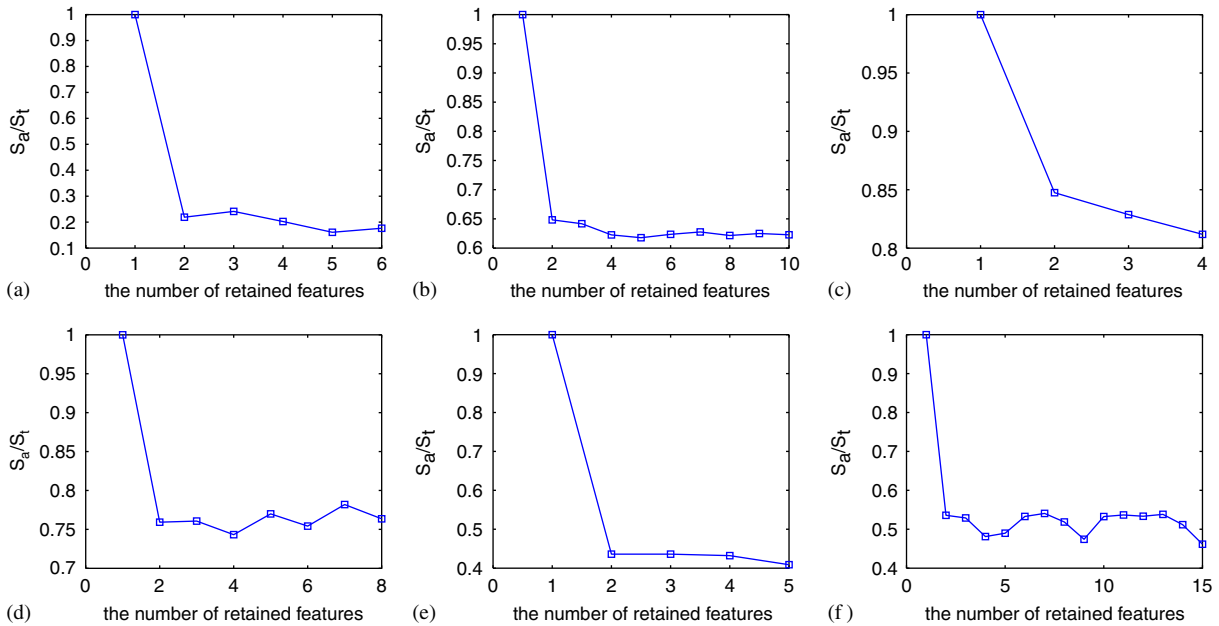 1
0.9
0.8
0.7
0.6
0.5
0.4
0.3
0.2
0.1
Sa/St
0 1 2 3 4 5 6
(a) the number of retained features
1
0.95
0.9
0.85
0.8
0.75
0.7
0.65
0.6
Sa/St
0 2 4 6 8 10
(b) the number of retained features
1
0.95
0.9
0.85
0.8
Sa/St
0 1 2 3 4
(c) the number of retained features
1
0.95
0.9
0.85
0.8
0.75
0.7
Sa/St
0 2 4 6 8
(d) the number of retained features
1
0.9
0.8
0.7
0.6
0.5
0.4
Sa/St
0 1 2 3 4 5
(e) the number of retained features
1
0.9
0.8
0.7
0.6
0.5
0.4
Sa/St
0 5 10 15
(f) the number of retained features